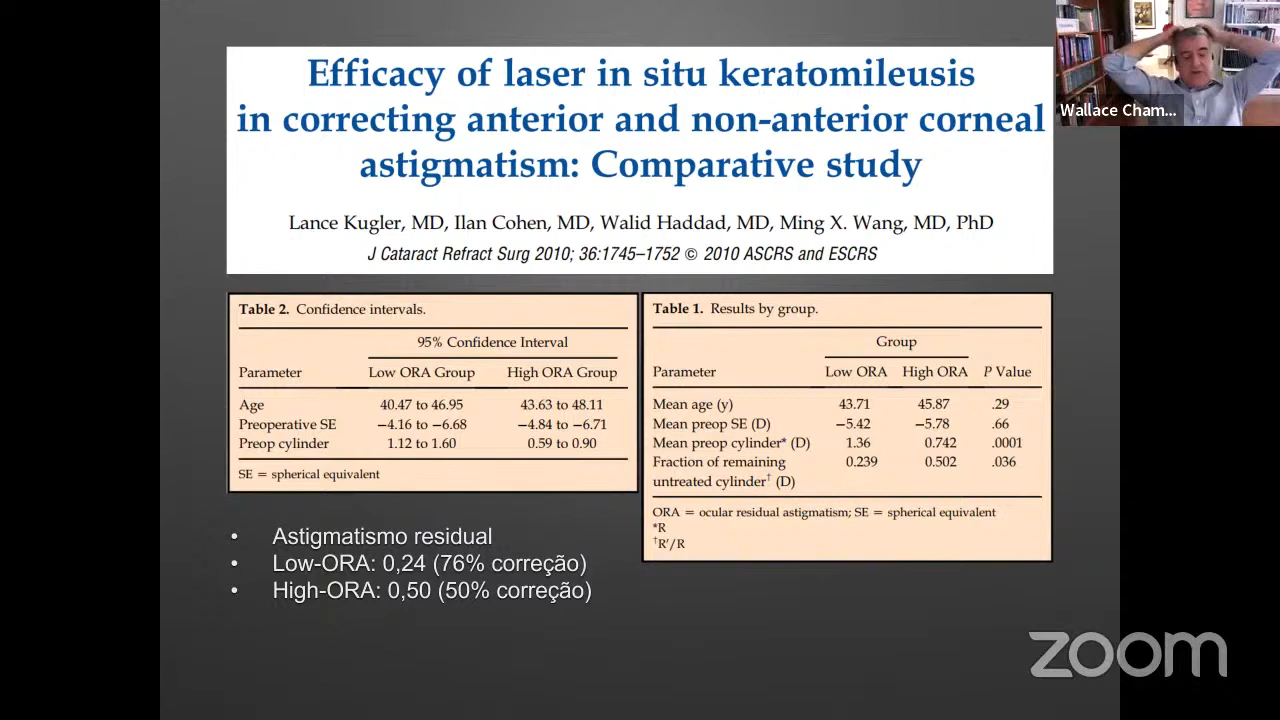 Efficacy of laser in situ keratomileusis
in correcting anterior and non-anterior corneal
astigmatism: Comparative study
Lance Kugler, MD, Ilan Cohen, MD, Walid Haddad, MD, Ming X. Wang, MD, PhD
J Cataract Refract Surg 2010; 36:1745–1752 © 2010 ASCRS and ESCRS
Wallace Cham...
Table 2. Confidence intervals.
95% Confidence Interval
Parameter Low ORA Group High ORA Group
Age 40.47 to 46.95 43.63 to 48.11
Preoperative SE −4.16 to −6.68 −4.84 to −6.71
Preop cylinder 1.12 to 1.60 0.59 to 0.90
SE = spherical equivalent
Table 1. Results by group.
Group
Parameter Low ORA High ORA P Value
Mean age (y) 43.71 45.87 .29
Mean preop SE (D) −5.42 −5.78 .66
Mean preop cylinder* (D) 1.36 0.742 .0001
Fraction of remaining 0.239 0.502 .036
untreated cylinder† (D)
ORA = ocular residual astigmatism; SE = spherical equivalent
*R
†R′/R
• Astigmatismo residual
• Low-ORA: 0,24 (76% correção)
• High-ORA: 0,50 (50% correção)
zoom